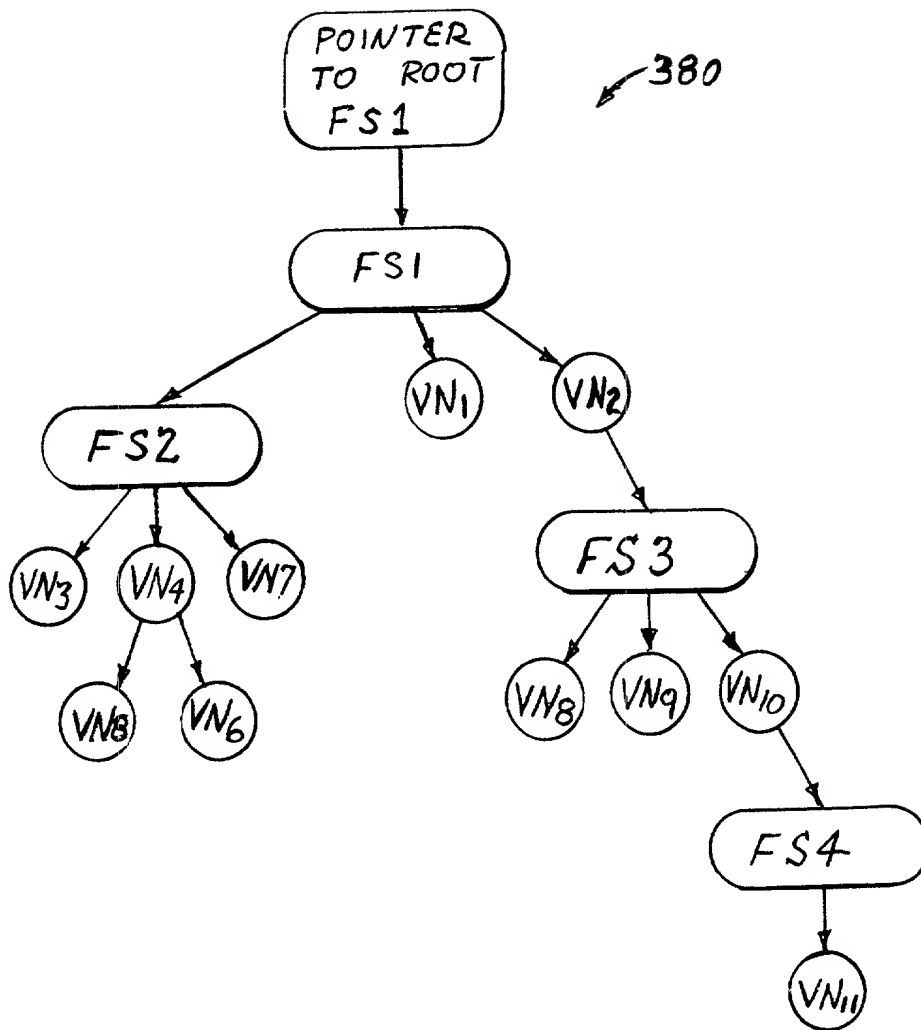 POINTER
TO ROOT
FS1
380
FS1
VN1
VN2
FS2
FS3
VN3
VN4
VN7
VN8
VN6
VN8
VN9
VN10
FS4
VN11